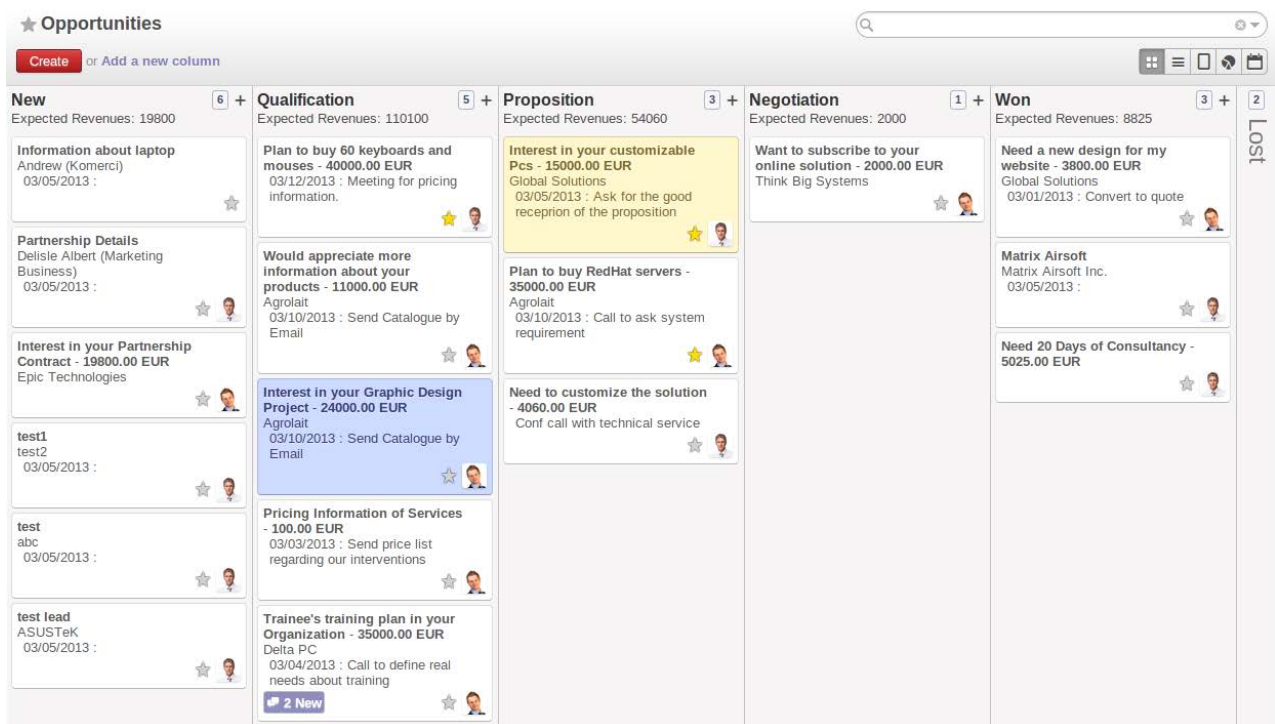 Opportunities
Create or Add a new column
New 6 +
Expected Revenues: 19800
Information about laptop
Andrew (Komerci)
03/05/2013 :
Partnership Details
Delisle Albert (Marketing
Business)
03/05/2013 :
Interest in your Partnership
Contract - 19800.00 EUR
Epic Technologies
test1
test2
03/05/2013 :
test
abc
03/05/2013 :
test lead
ASUSTeK
03/05/2013 :
Qualification 5 +
Expected Revenues: 110100
Plan to buy 60 keyboards and
mouses - 40000.00 EUR
03/12/2013 : Meeting for pricing
information.
Would appreciate more
information about your
products - 11000.00 EUR
Agrolait
03/10/2013 : Send Catalogue by
Email
Interest in your Graphic Design
Project - 24000.00 EUR
Agrolait
03/10/2013 : Send Catalogue by
Email
Pricing Information of Services
- 100.00 EUR
03/03/2013 : Send price list
regarding our interventions
Trainee's training plan in your
Organization - 35000.00 EUR
Delta PC
03/04/2013 : Call to define real
needs about training
2 New
Proposition 3 +
Expected Revenues: 54060
Interest in your customizable
Pcs - 15000.00 EUR
Global Solutions
03/05/2013 : Ask for the good
receprion of the proposition
Plan to buy RedHat servers -
35000.00 EUR
Agrolait
03/10/2013 : Call to ask system
requirement
Need to customize the solution
- 4060.00 EUR
Conf call with technical service
Negotiation 1 +
Expected Revenues: 2000
Want to subscribe to your
online solution - 2000.00 EUR
Think Big Systems
Won 3 +
Expected Revenues: 8825
Need a new design for my
website - 3800.00 EUR
Global Solutions
03/01/2013 : Convert to quote
Matrix Airsoft
Matrix Airsoft Inc.
03/05/2013 :
Need 20 Days of Consultancy -
5025.00 EUR
2
Lost